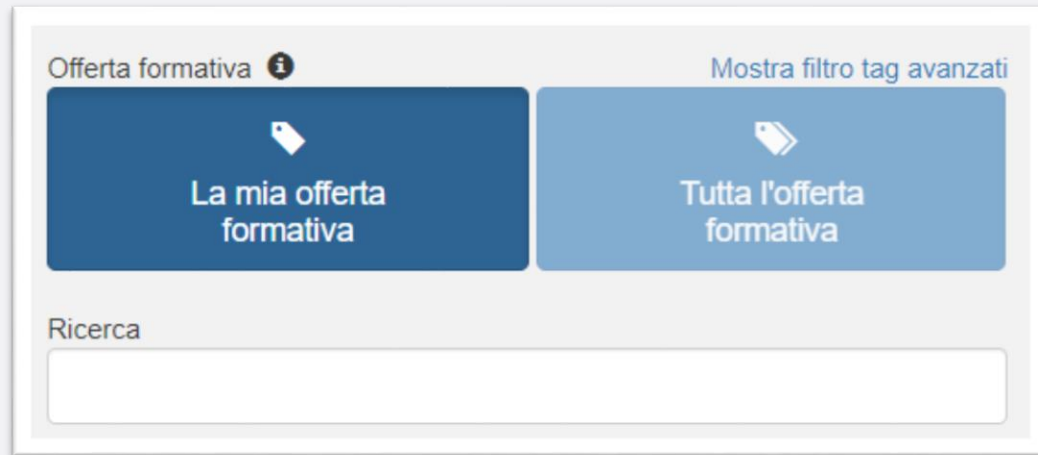 Offerta formativa
Mostra filtro tag avanzati
La mia offerta
formativa
Tutta l'offerta
formativa
Ricerca